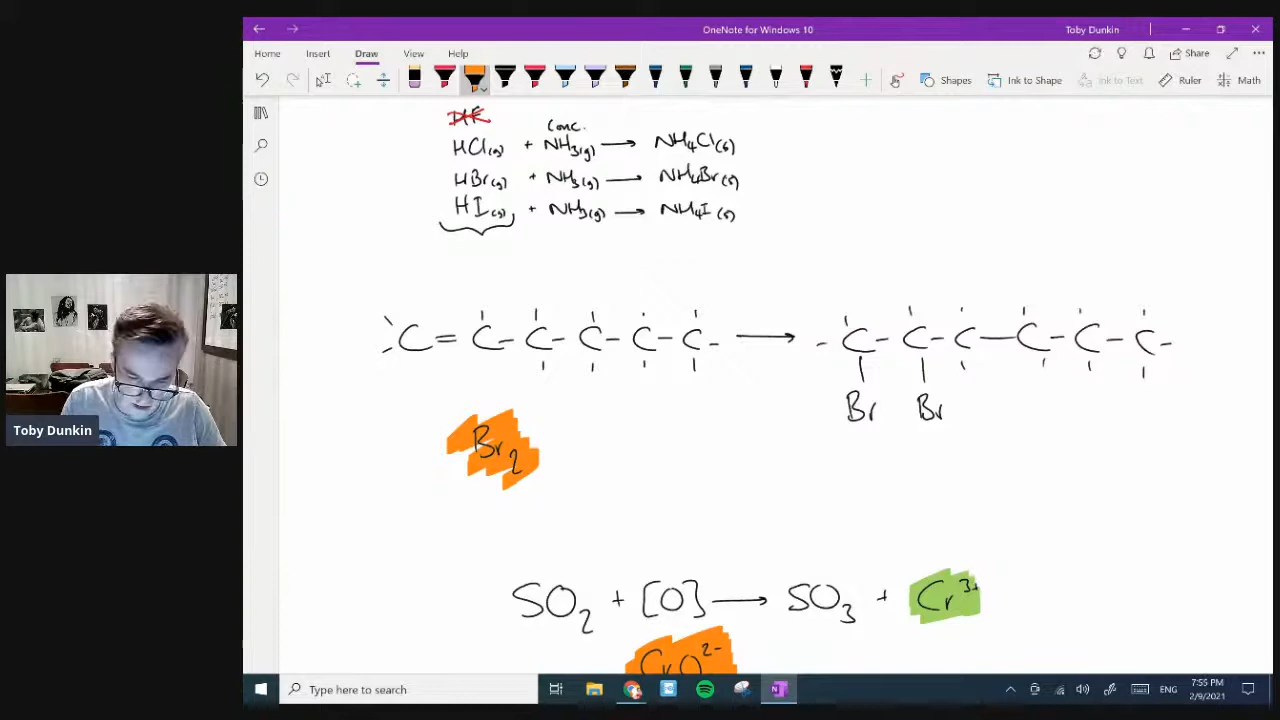 OneNote for Windows 10
Toby Dunkin
Home Insert Draw View Help
Share
Shapes Ink to Shape Ink to Text Ruler Math
HF
Conc.
HCl(g) + NH3(g) → NH4Cl(s)
HBr(g) + NH3(g) → NH4Br(s)
HI(g) + NH3(g) → NH4I(s)
C=C-C-C-C-C- → -C-C-C-C-C-C-
Br Br
Br2
SO2 + [O] → SO3 + Cr3+
Toby Dunkin
Type here to search
ENG
7:55 PM
2/9/2021